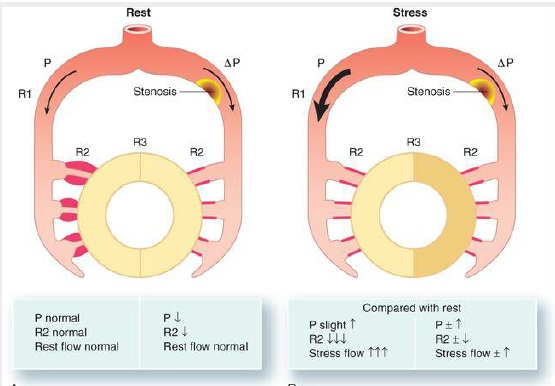 Rest
P
ΔP
R1
Stenosis
R2
R3
R2
P normal
R2 normal
Rest flow normal
P ↓
R2 ↓
Rest flow normal
Stress
P
ΔP
R1
Stenosis
R2
R3
R2
Compared with rest
P slight ↑
R2 ↓↓↓
Stress flow ↑↑↑
P ± ↑
R2 ± ↓
Stress flow ± ↑